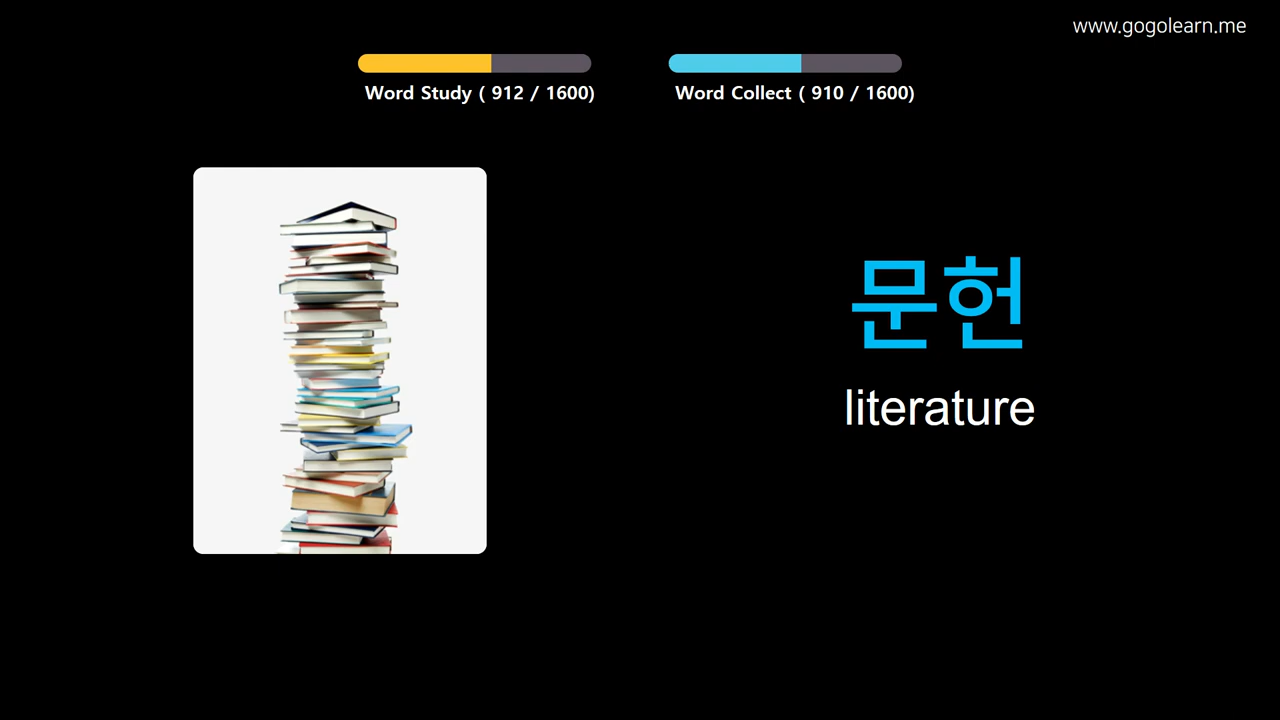 www.gogolearn.me
Word Study ( 912 / 1600)
Word Collect ( 910 / 1600)
문헌
literature